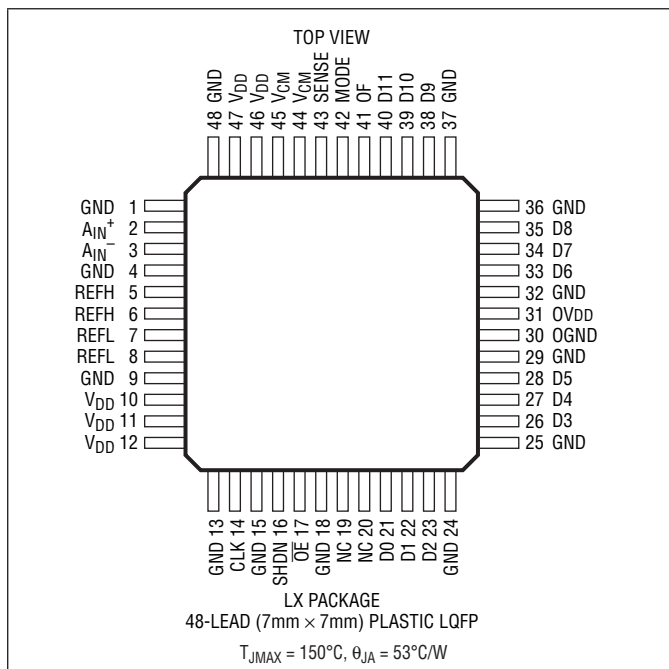 TOP VIEW
48 GND
47 VDD
46 VDD
45 VCM
44 VCM
43 SENSE
42 MODE
41 OF
40 D11
39 D10
38 D9
37 GND
GND 1
AIN+ 2
AIN− 3
GND 4
REFH 5
REFH 6
REFL 7
REFL 8
GND 9
VDD 10
VDD 11
VDD 12
36 GND
35 D8
34 D7
33 D6
32 GND
31 OVDD
30 OGND
29 GND
28 D5
27 D4
26 D3
25 GND
GND 13
CLK 14
GND 15
SHDN 16
OE 17
GND 18
NC 19
NC 20
D0 21
D1 22
D2 23
GND 24
LX PACKAGE
48-LEAD (7mm × 7mm) PLASTIC LQFP
TJMAX = 150°C, θJA = 53°C/W